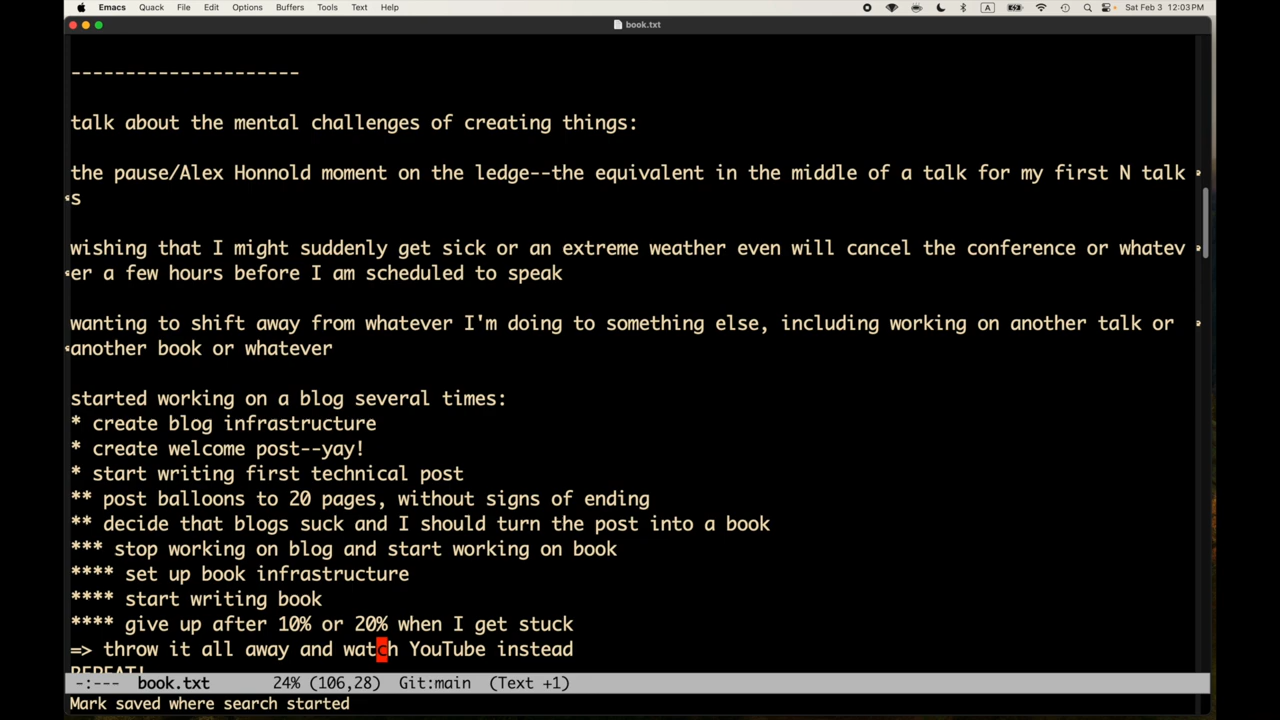 Emacs Quack File Edit Options Buffers Tools Text Help A Sat Feb 3 12:03 PM
book.txt
---------------------
talk about the mental challenges of creating things:
the pause/Alex Honnold moment on the ledge--the equivalent in the middle of a talk for my first N talk
s
wishing that I might suddenly get sick or an extreme weather even will cancel the conference or whatev
er a few hours before I am scheduled to speak
wanting to shift away from whatever I'm doing to something else, including working on another talk or
another book or whatever
started working on a blog several times:
* create blog infrastructure
* create welcome post--yay!
* start writing first technical post
** post balloons to 20 pages, without signs of ending
** decide that blogs suck and I should turn the post into a book
*** stop working on blog and start working on book
**** set up book infrastructure
**** start writing book
**** give up after 10% or 20% when I get stuck
=> throw it all away and watch YouTube instead
REPEAT!
-:--- book.txt 24% (106,28) Git:main (Text +1)
Mark saved where search started